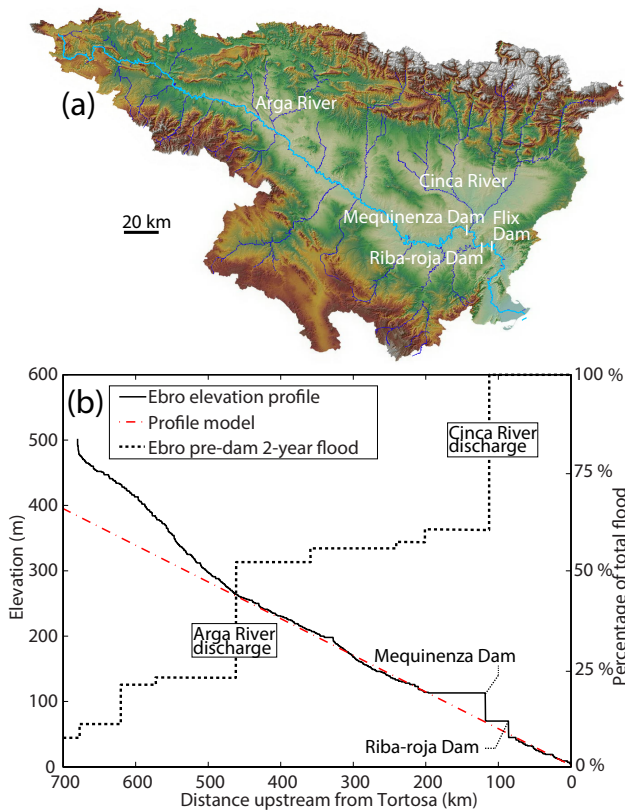 (a)
Arga River
Cinca River
20 km
Mequinenza Dam
Flix
Dam
Riba-roja Dam
(b)
600
500
400
300
200
100
0
Elevation (m)
Ebro elevation profile
Profile model
Ebro pre-dam 2-year flood
Cinca River
discharge
Arga River
discharge
Mequinenza Dam
Riba-roja Dam
100 %
75 %
50 %
25 %
0 %
Percentage of total flood
700
600
500
400
300
200
100
0
Distance upstream from Tortosa (km)